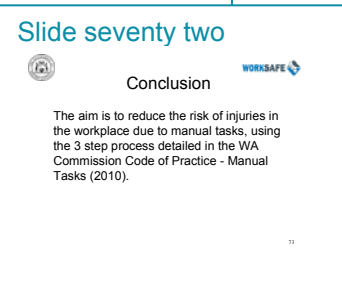 Slide seventy two
WORKSAFE
Conclusion
The aim is to reduce the risk of injuries in
the workplace due to manual tasks, using
the 3 step process detailed in the WA
Commission Code of Practice - Manual
Tasks (2010).
73